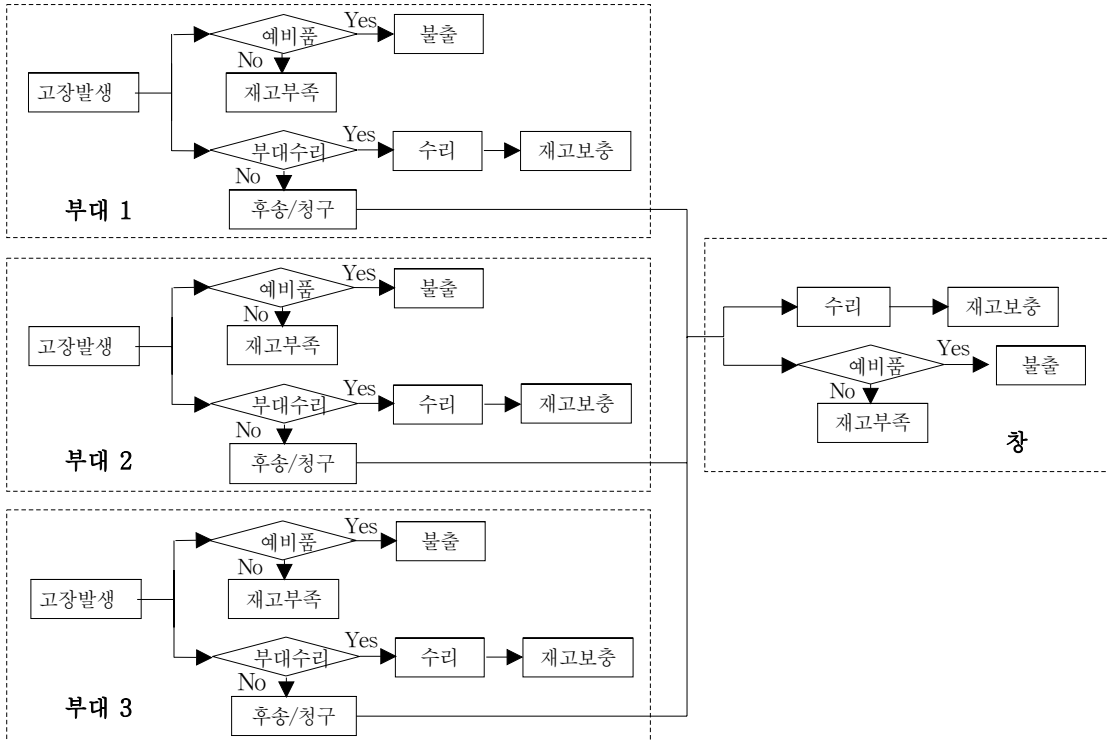 예비품
Yes
불출
No
재고부족
고장발생
부대수리
Yes
수리
재고보충
No
후송/청구
부대 1
예비품
Yes
불출
No
재고부족
고장발생
부대수리
Yes
수리
재고보충
No
후송/청구
부대 2
예비품
Yes
불출
No
재고부족
고장발생
부대수리
Yes
수리
재고보충
No
후송/청구
부대 3
수리
재고보충
예비품
Yes
불출
No
재고부족
창